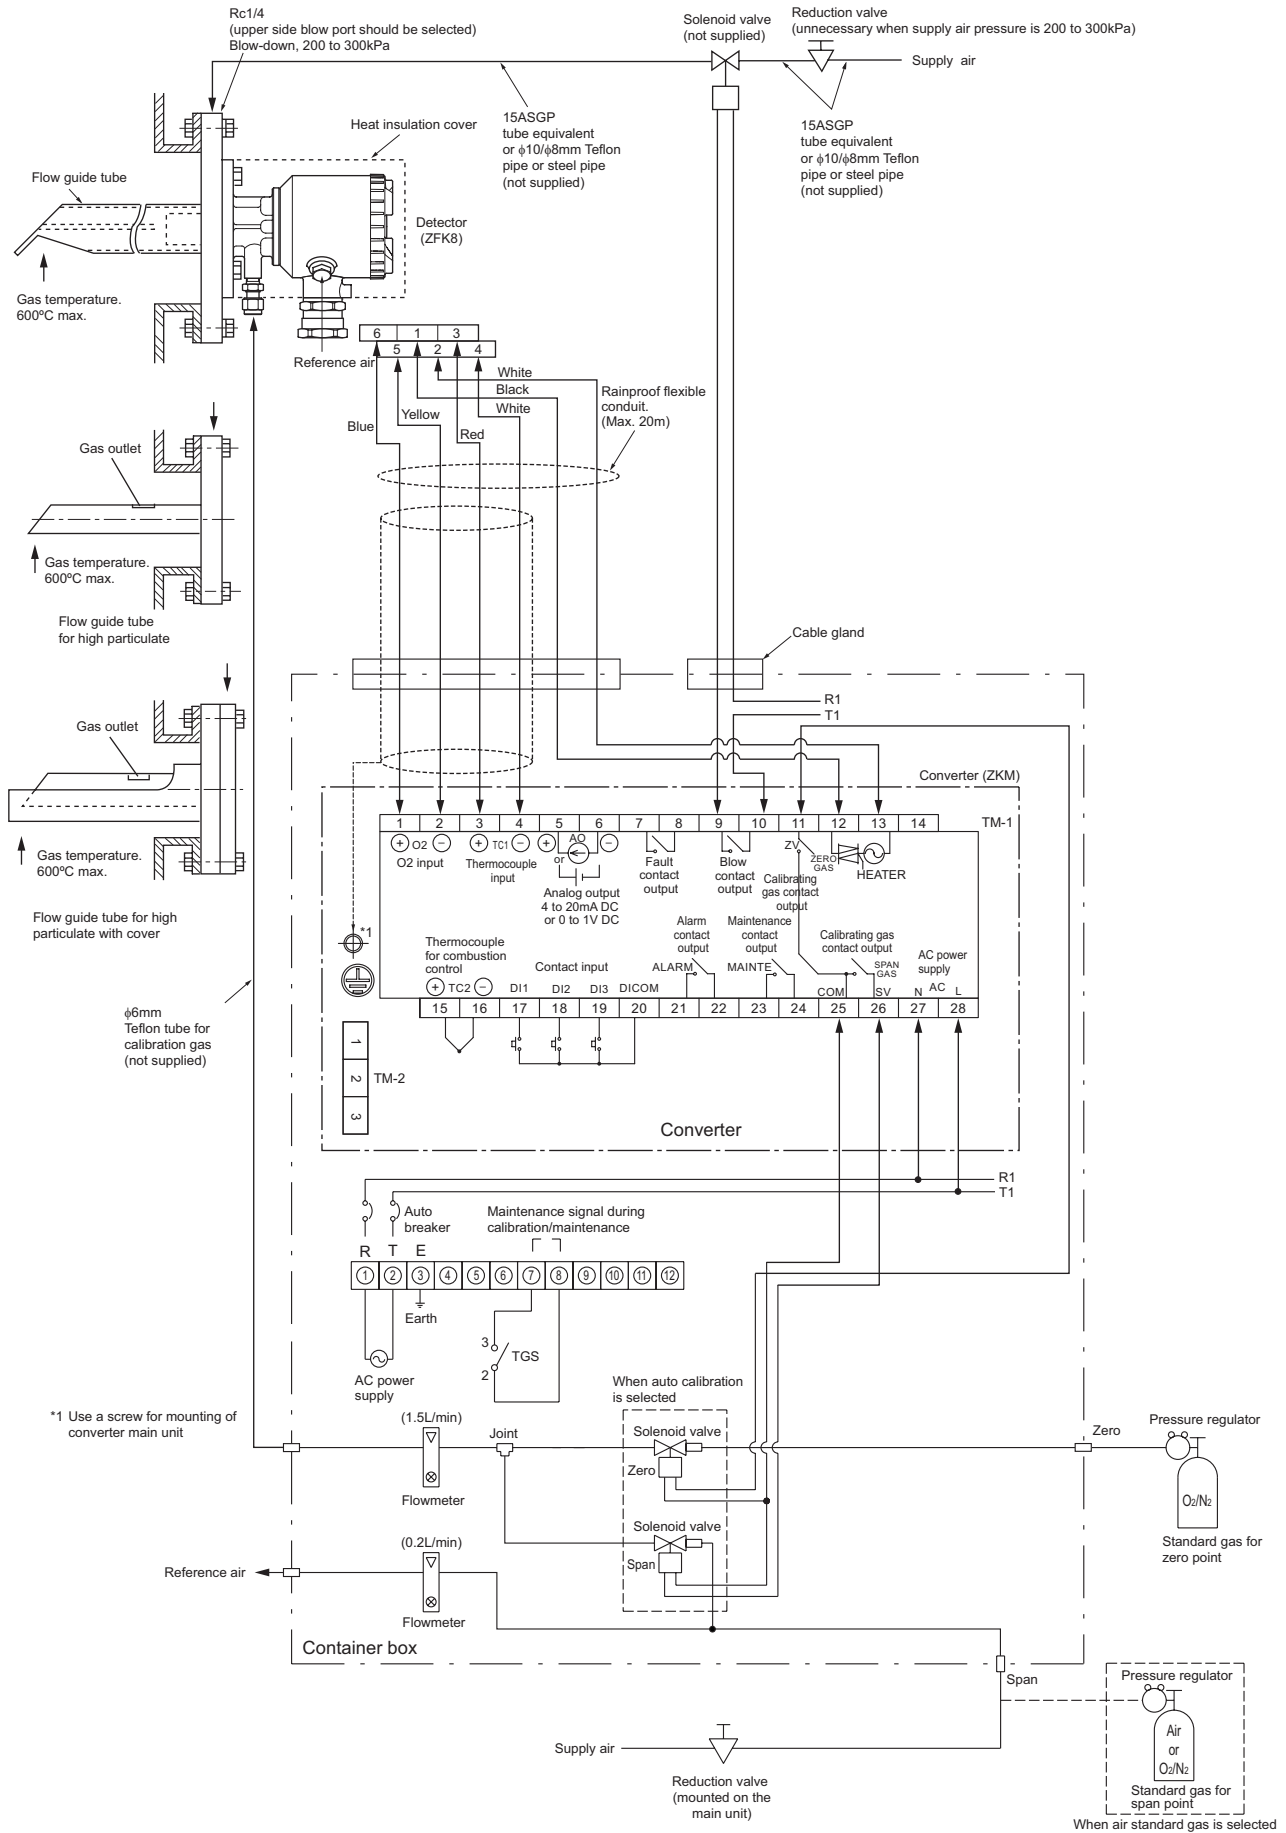 Rc1/4
(upper side blow port should be selected)
Blow-down, 200 to 300kPa
Solenoid valve
(not supplied)
Reduction valve
(unnecessary when supply air pressure is 200 to 300kPa)
Supply air
15ASGP
tube equivalent
or ϕ10/ϕ8mm Teflon
pipe or steel pipe
(not supplied)
15ASGP
tube equivalent
or ϕ10/ϕ8mm Teflon
pipe or steel pipe
(not supplied)
Heat insulation cover
Flow guide tube
Detector
(ZFK8)
Gas temperature.
600ºC max.
Reference air
6 1 3
5 2 4
White
Black
White
Yellow
Blue
Red
Rainproof flexible
conduit.
(Max. 20m)
Gas outlet
Gas temperature.
600ºC max.
Flow guide tube
for high particulate
Cable gland
R1
T1
Gas outlet
Gas temperature.
600ºC max.
Flow guide tube for high
particulate with cover
Converter (ZKM)
1 2 3 4 5 6 7 8 9 10 11 12 13 14 TM-1
+ O2 −
O2 input
+ TC1 −
Thermocouple
input
+ AO −
or
Analog output
4 to 20mA DC
or 0 to 1V DC
Fault
contact
output
Blow
contact
output
ZV
ZERO
GAS
Calibrating
gas contact
output
HEATER
*1
Thermocouple
for combustion
control
+ TC2 −
Contact input
DI1 DI2 DI3 DICOM
Alarm
contact
output
ALARM
Maintenance
contact
output
MAINTE
Calibrating gas
contact output
SPAN
GAS
COM SV
AC power
supply
N AC L
15 16 17 18 19 20 21 22 23 24 25 26 27 28
ϕ6mm
Teflon tube for
calibration gas
(not supplied)
1
2
3
TM-2
Converter
R1
T1
Auto
breaker
Maintenance signal during
calibration/maintenance
R T E
① ② ③ ④ ⑤ ⑥ ⑦ ⑧ ⑨ ⑩ ⑪ ⑫
Earth
3
TGS
2
AC power
supply
When auto calibration
is selected
*1 Use a screw for mounting of
converter main unit
(1.5L/min)
Flowmeter
Joint
Solenoid valve
Zero
Zero
Pressure regulator
O2/N2
Standard gas for
zero point
(0.2L/min)
Flowmeter
Solenoid valve
Span
Reference air
Container box
Span
Pressure regulator
Air
or
O2/N2
Standard gas for
span point
When air standard gas is selected
Supply air
Reduction valve
(mounted on the
main unit)